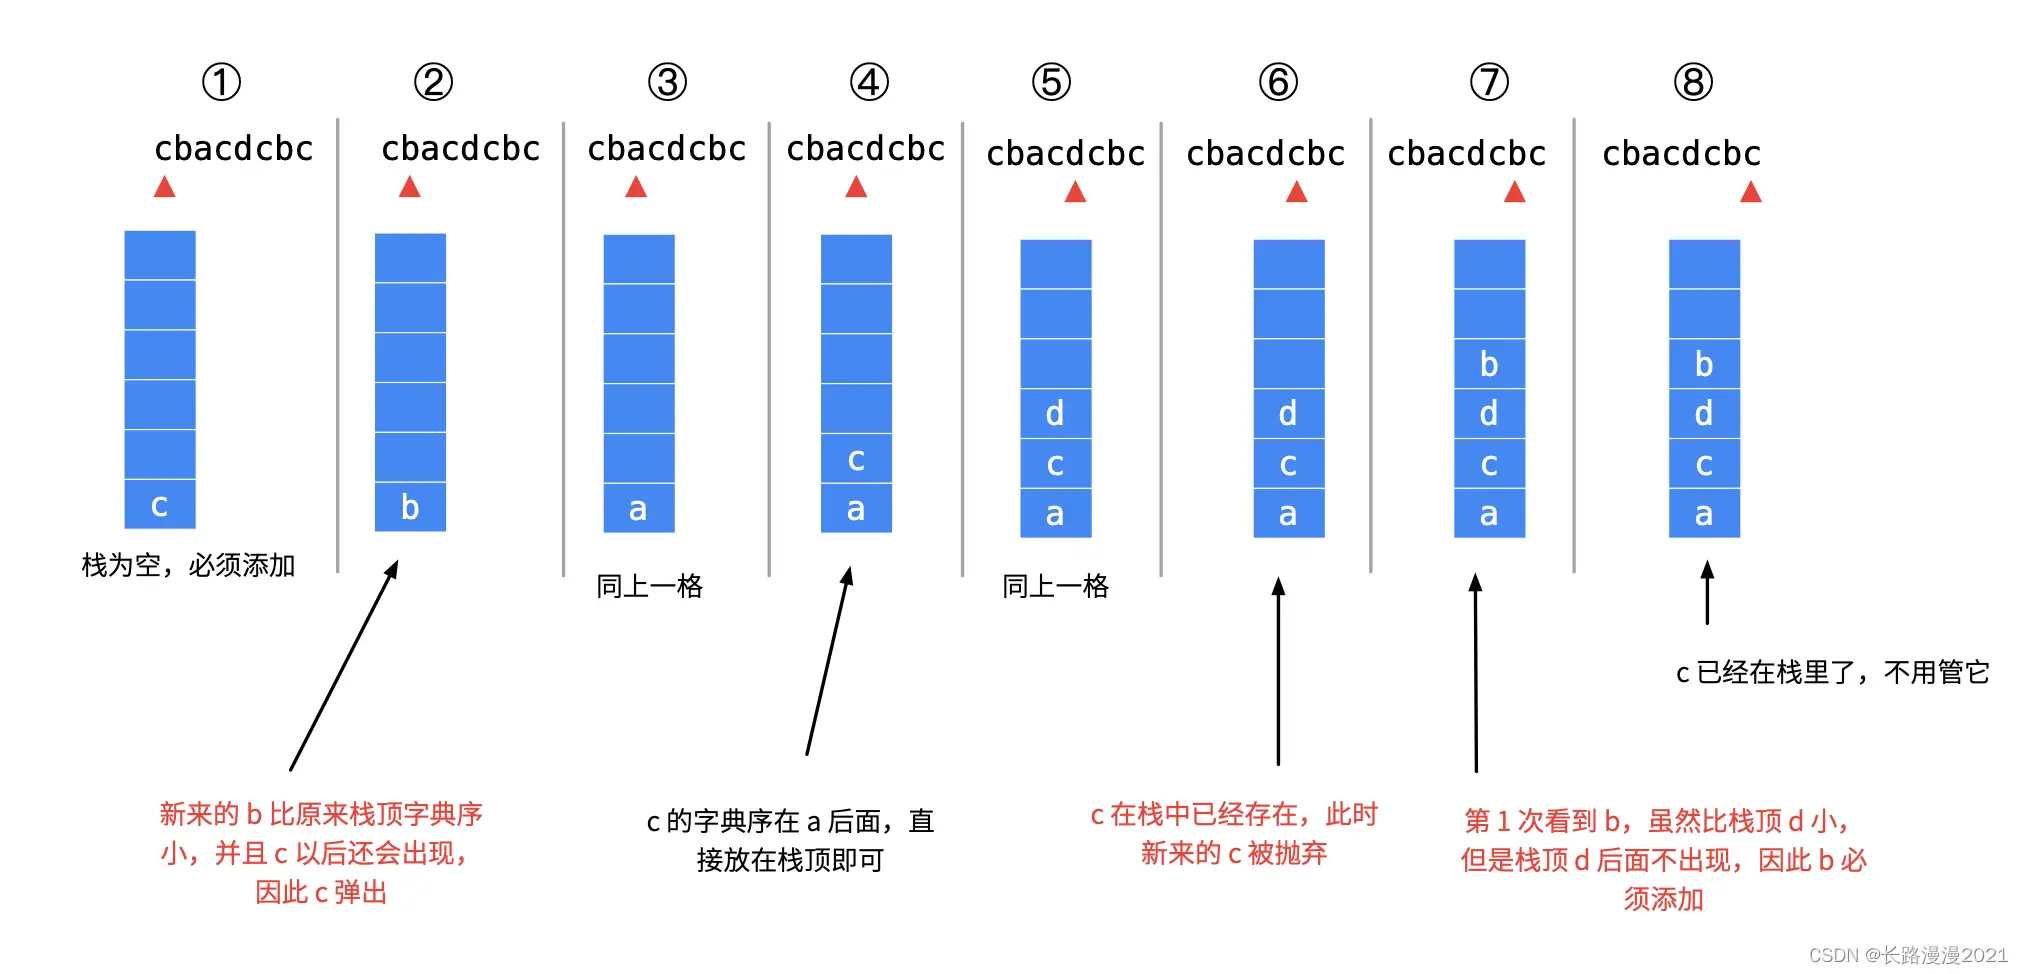 ① ② ③ ④ ⑤ ⑥ ⑦ ⑧
cbacdcbc cbacdcbc cbacdcbc cbacdcbc cbacdcbc cbacdcbc cbacdcbc cbacdcbc
b b
d d d d
c c c c c
c b a a a a a a
栈为空，必须添加
同上一格
同上一格
c 已经在栈里了，不用管它
新来的 b 比原来栈顶字典序
小，并且 c 以后还会出现，
因此 c 弹出
c 的字典序在 a 后面，直
接放在栈顶即可
c 在栈中已经存在，此时
新来的 c 被抛弃
第 1 次看到 b，虽然比栈顶 d 小，
但是栈顶 d 后面不出现，因此 b 必
须添加
CSDN @长路漫漫2021